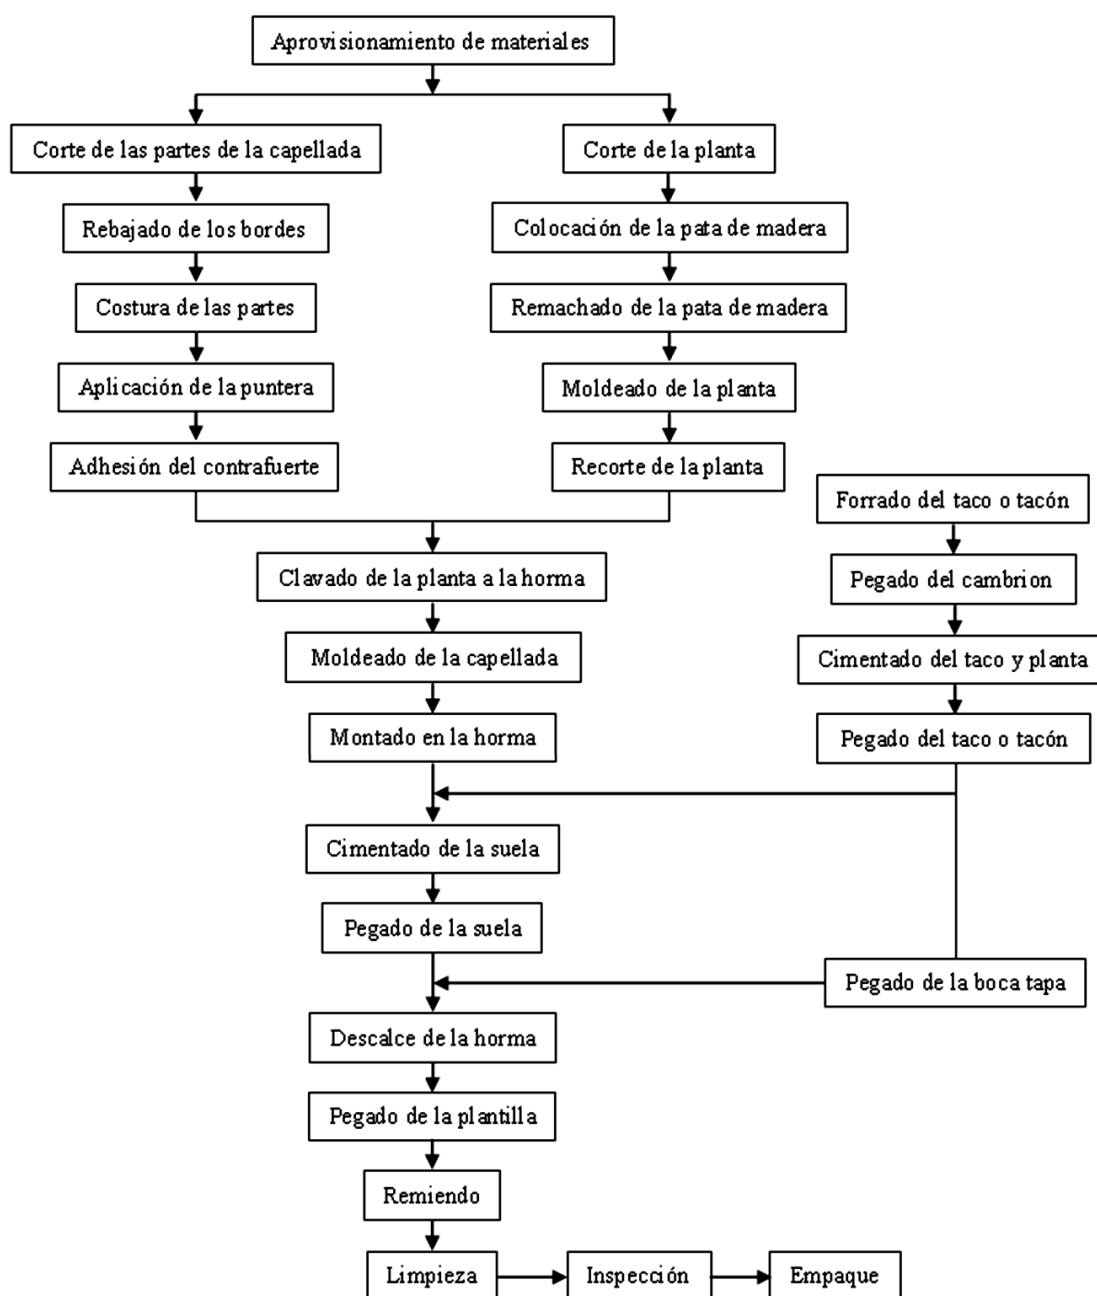 Aprovisionamiento de materiales
Corte de las partes de la capellada
Corte de la planta
Rebajado de los bordes
Colocación de la pata de madera
Costura de las partes
Remachado de la pata de madera
Aplicación de la puntera
Moldeado de la planta
Adhesión del contrafuerte
Recorte de la planta
Forrado del taco o tacón
Clavado de la planta a la horma
Pegado del cambrion
Moldeado de la capellada
Cimentado del taco y planta
Montado en la horma
Pegado del taco o tacón
Cimentado de la suela
Pegado de la suela
Pegado de la boca tapa
Descalce de la horma
Pegado de la plantilla
Remiendo
Limpieza
Inspección
Empaque